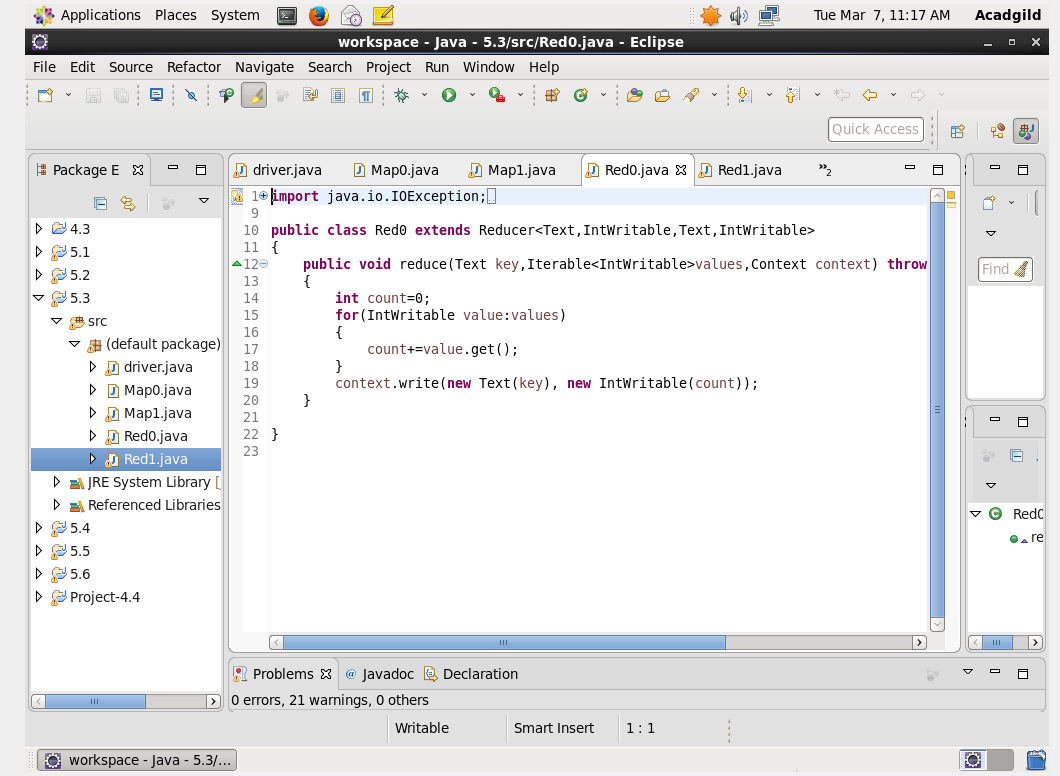 Applications Places System Tue Mar 7, 11:17 AM Acadgild
workspace - Java - 5.3/src/Red0.java - Eclipse
File Edit Source Refactor Navigate Search Project Run Window Help
Quick Access
Package E
4.3
5.1
5.2
5.3
src
(default package)
driver.java
Map0.java
Map1.java
Red0.java
Red1.java
JRE System Library [
Referenced Libraries
5.4
5.5
5.6
Project-4.4
driver.java Map0.java Map1.java Red0.java Red1.java »2
1 import java.io.IOException;
9
10 public class Red0 extends Reducer<Text,IntWritable,Text,IntWritable>
11 {
12 public void reduce(Text key,Iterable<IntWritable>values,Context context) throw
13 {
14 int count=0;
15 for(IntWritable value:values)
16 {
17 count+=value.get();
18 }
19 context.write(new Text(key), new IntWritable(count));
20 }
21
22 }
23
Find
Red0
re
Problems @ Javadoc Declaration
0 errors, 21 warnings, 0 others
Writable Smart Insert 1 : 1
workspace - Java - 5.3/...